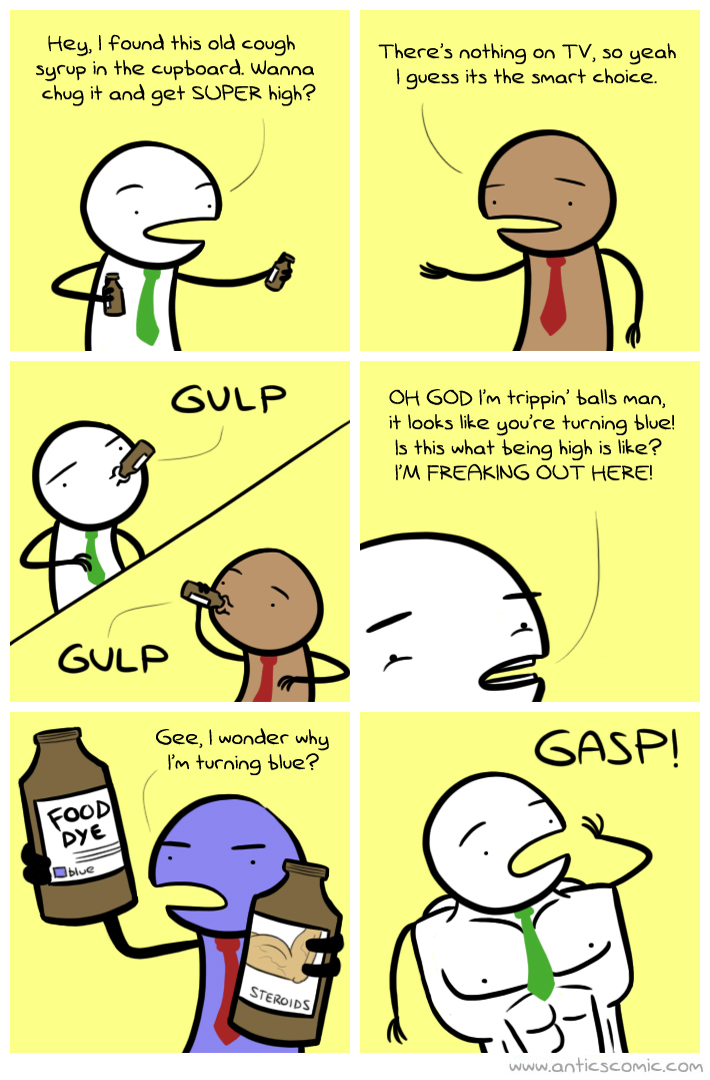 Hey, I found this old cough
syrup in the cupboard. Wanna
chug it and get SUPER high?
There's nothing on TV, so yeah
I guess its the smart choice.
GULP
GULP
OH GOD I'm trippin' balls man,
it looks like you're turning blue!
Is this what being high is like?
I'M FREAKING OUT HERE!
Gee, I wonder why
I'm turning blue?
FOOD
DYE
blue
STEROIDS
GASP!
www.anticscomic.com